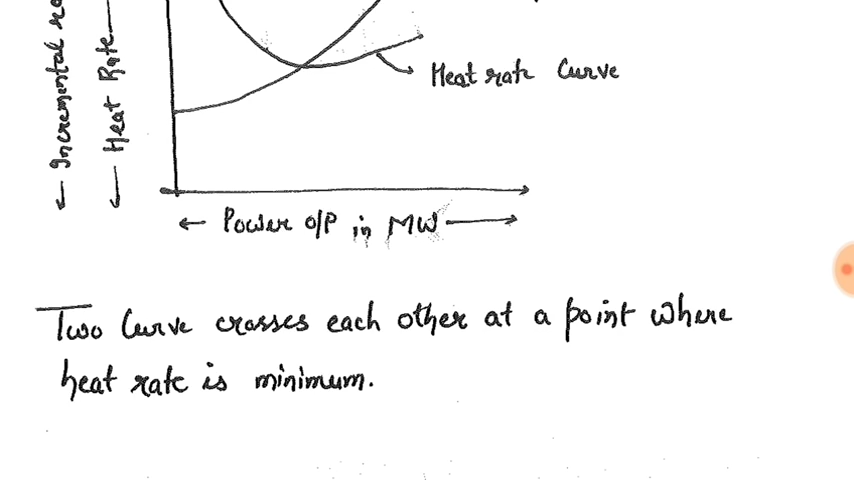 ← Incremental
← Heat Rate
Heat rate Curve
← Power O/P in MW →
Two Curve crosses each other at a point where
heat rate is minimum.